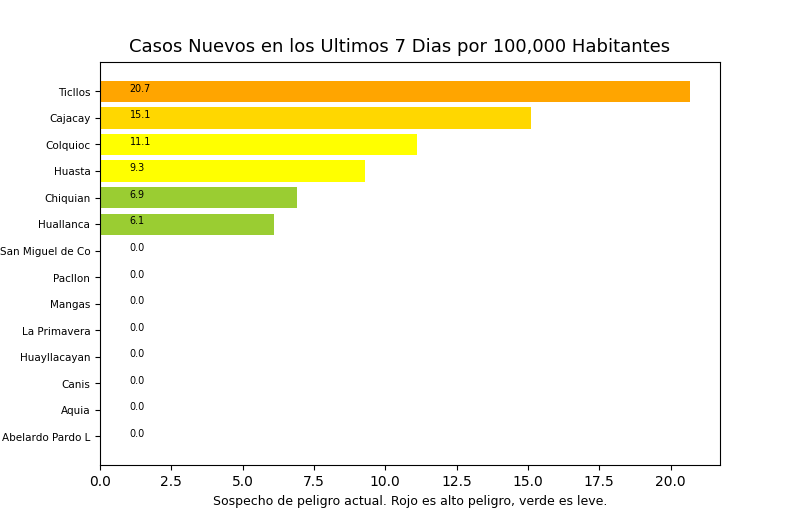 Casos Nuevos en los Ultimos 7 Dias por 100,000 Habitantes
Ticllos 20.7
Cajacay 15.1
Colquioc 11.1
Huasta 9.3
Chiquian 6.9
Huallanca 6.1
San Miguel de Co 0.0
Pacllon 0.0
Mangas 0.0
La Primavera 0.0
Huayllacayan 0.0
Canis 0.0
Aquia 0.0
Abelardo Pardo L 0.0
0.0 2.5 5.0 7.5 10.0 12.5 15.0 17.5 20.0
Sospecho de peligro actual. Rojo es alto peligro, verde es leve.